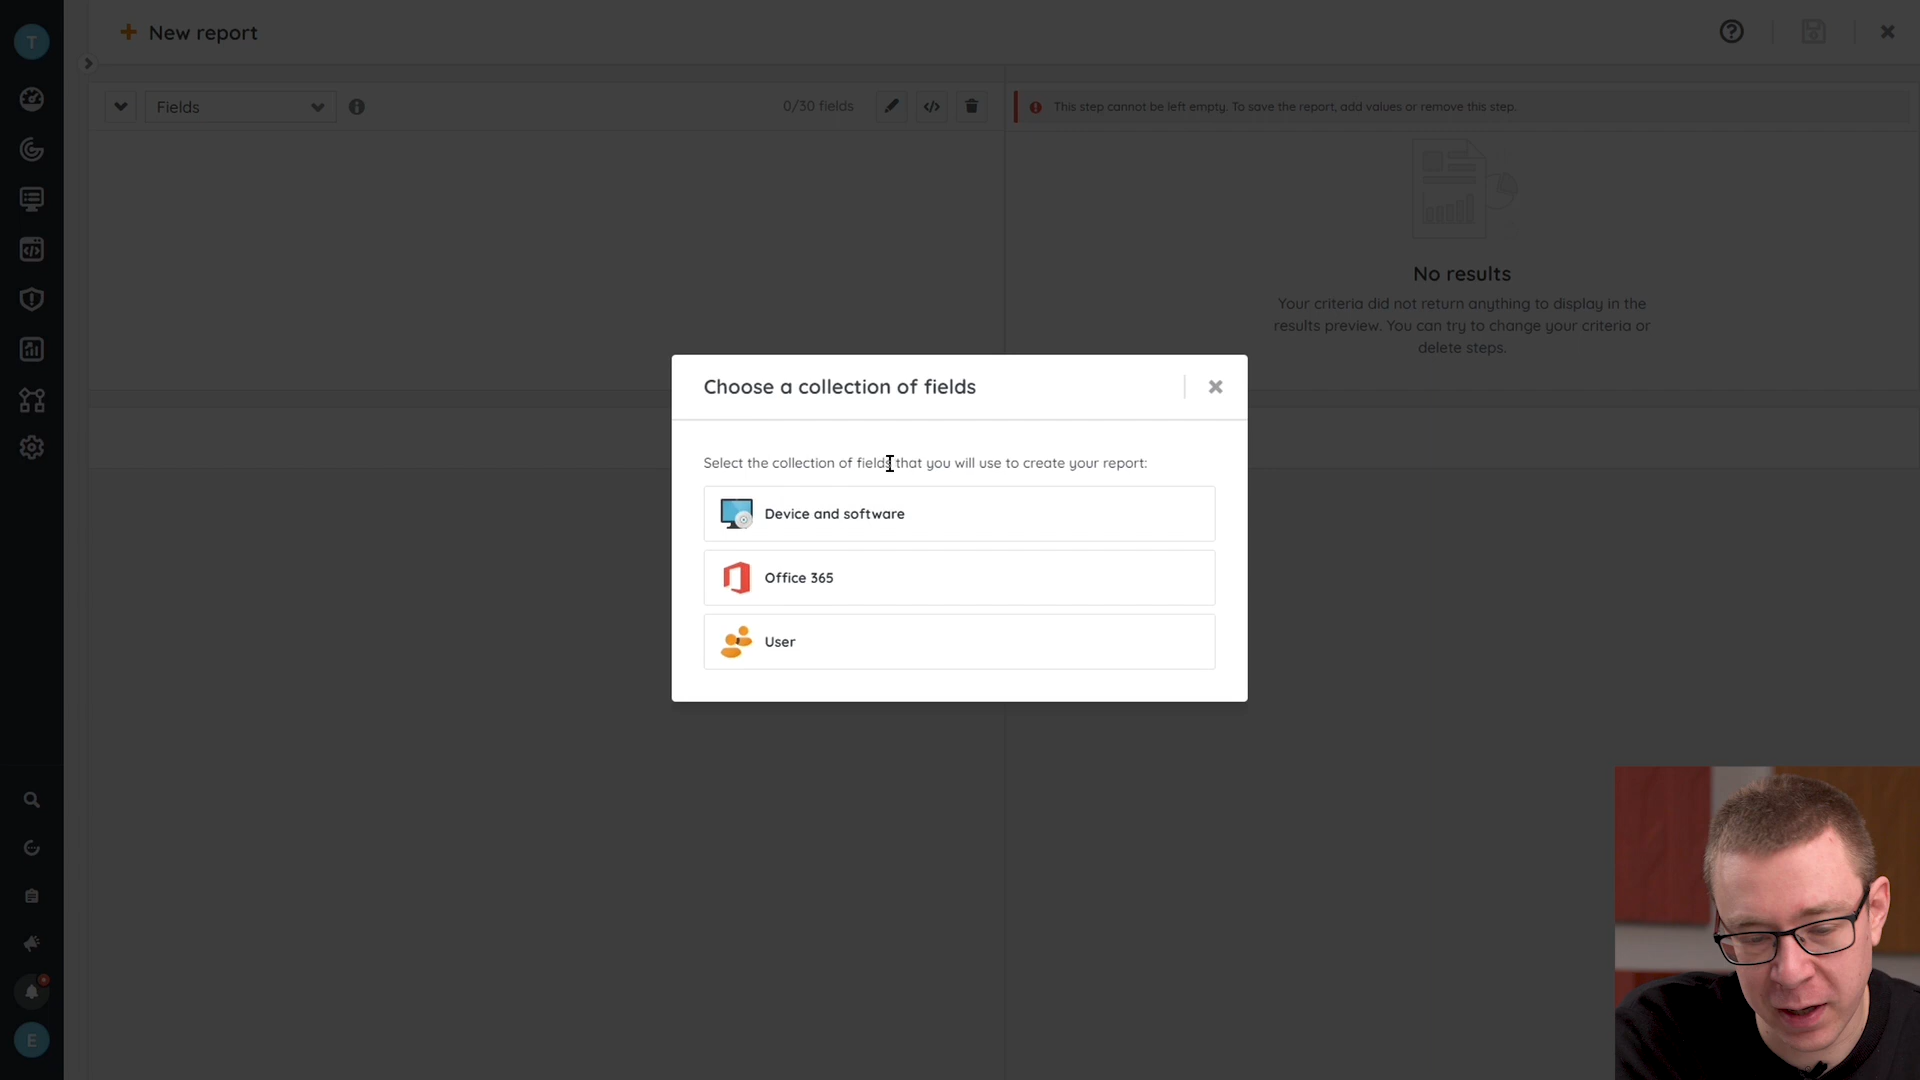 T
New report
Fields
0/30 fields
This step cannot be left empty. To save the report, add values or remove this step.
No results
Your criteria did not return anything to display in the
results preview. You can try to change your criteria or
delete steps.
Choose a collection of fields
Select the collection of fields that you will use to create your report:
Device and software
Office 365
User
E